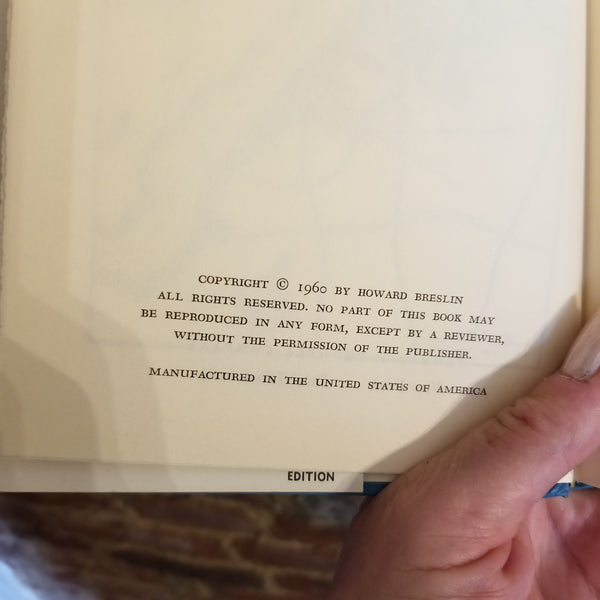 COPYRIGHT © 1960 BY HOWARD BRESLIN
ALL RIGHTS RESERVED. NO PART OF THIS BOOK MAY
BE REPRODUCED IN ANY FORM, EXCEPT BY A REVIEWER,
WITHOUT THE PERMISSION OF THE PUBLISHER.
MANUFACTURED IN THE UNITED STATES OF AMERICA
EDITION